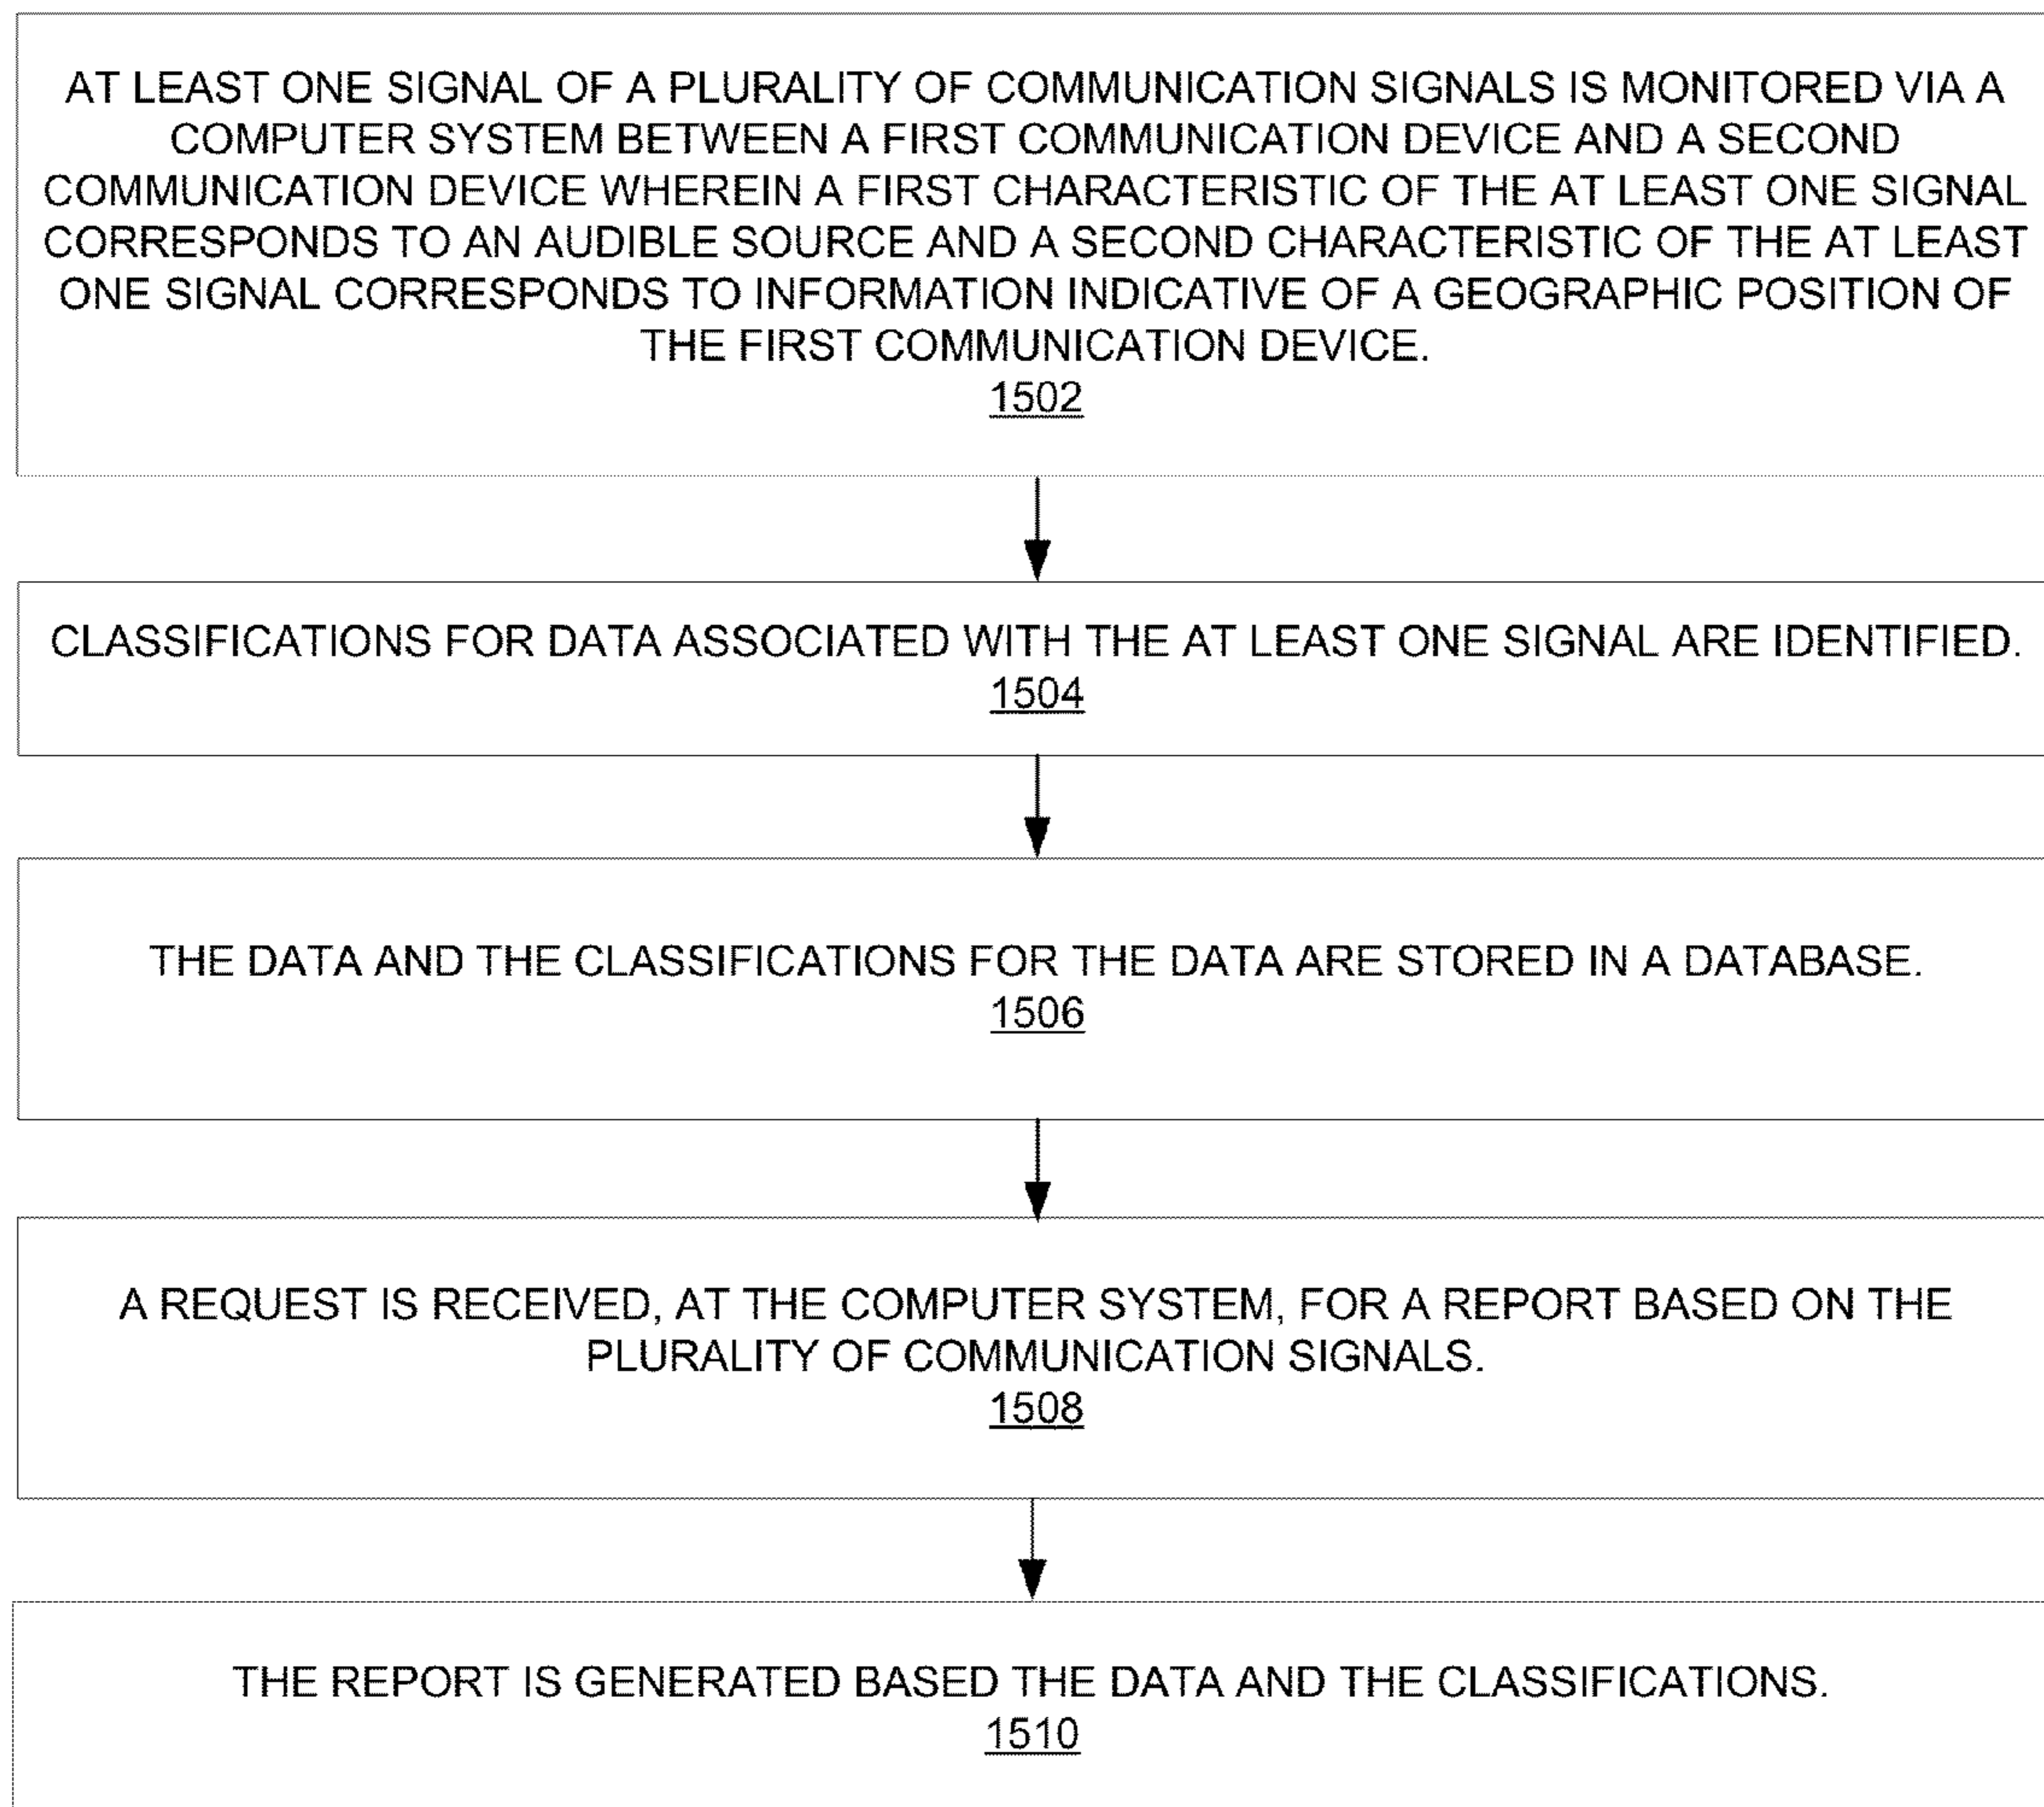 AT LEAST ONE SIGNAL OF A PLURALITY OF COMMUNICATION SIGNALS IS MONITORED VIA A
COMPUTER SYSTEM BETWEEN A FIRST COMMUNICATION DEVICE AND A SECOND
COMMUNICATION DEVICE WHEREIN A FIRST CHARACTERISTIC OF THE AT LEAST ONE SIGNAL
CORRESPONDS TO AN AUDIBLE SOURCE AND A SECOND CHARACTERISTIC OF THE AT LEAST
ONE SIGNAL CORRESPONDS TO INFORMATION INDICATIVE OF A GEOGRAPHIC POSITION OF
THE FIRST COMMUNICATION DEVICE.
1502
CLASSIFICATIONS FOR DATA ASSOCIATED WITH THE AT LEAST ONE SIGNAL ARE IDENTIFIED.
1504
THE DATA AND THE CLASSIFICATIONS FOR THE DATA ARE STORED IN A DATABASE.
1506
A REQUEST IS RECEIVED, AT THE COMPUTER SYSTEM, FOR A REPORT BASED ON THE
PLURALITY OF COMMUNICATION SIGNALS.
1508
THE REPORT IS GENERATED BASED THE DATA AND THE CLASSIFICATIONS.
1510